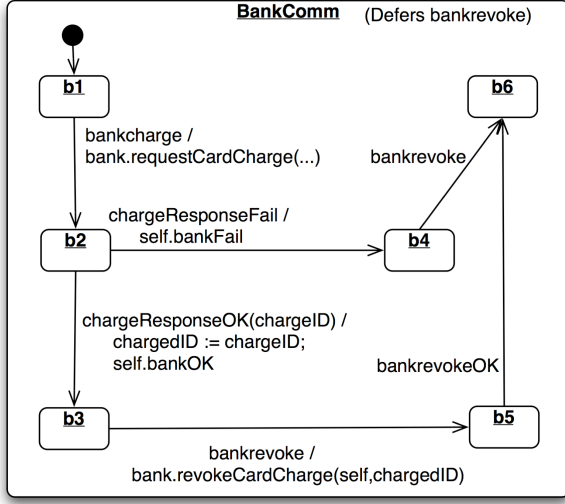 BankComm (Defers bankrevoke)
b1
b6
bankcharge /
bank.requestCardCharge(...)
bankrevoke
chargeResponseFail /
self.bankFail
b2
b4
chargeResponseOK(chargeID) /
chargedID := chargeID;
self.bankOK
bankrevokeOK
b3
b5
bankrevoke /
bank.revokeCardCharge(self,chargedID)